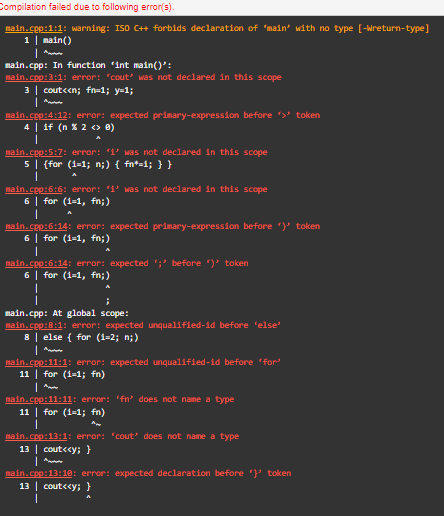 Compilation failed due to following error(s).
main.cpp:1:1: warning: ISO C++ forbids declaration of ‘main’ with no type [-Wreturn-type]
1 | main()
| ^~~~
main.cpp: In function ‘int main()’:
main.cpp:3:1: error: ‘cout’ was not declared in this scope
3 | cout<<n; fn=1; y=1;
| ^~~~
main.cpp:4:12: error: expected primary-expression before ‘>’ token
4 | if (n % 2 <> 0)
| ^
main.cpp:5:7: error: ‘i’ was not declared in this scope
5 | {for (i=1; n;) { fn*=i; } }
| ^
main.cpp:6:6: error: ‘i’ was not declared in this scope
6 | for (i=1, fn;)
| ^
main.cpp:6:14: error: expected primary-expression before ‘)’ token
6 | for (i=1, fn;)
| ^
main.cpp:6:14: error: expected ‘;’ before ‘)’ token
6 | for (i=1, fn;)
| ^
| ;
main.cpp: At global scope:
main.cpp:8:1: error: expected unqualified-id before ‘else’
8 | else { for (i=2; n;)
| ^~~~
main.cpp:11:1: error: expected unqualified-id before ‘for’
11 | for (i=1; fn)
| ^~~
main.cpp:11:11: error: ‘fn’ does not name a type
11 | for (i=1; fn)
| ^~
main.cpp:13:1: error: ‘cout’ does not name a type
13 | cout<<y; }
| ^~~~
main.cpp:13:10: error: expected declaration before ‘}’ token
13 | cout<<y; }
| ^